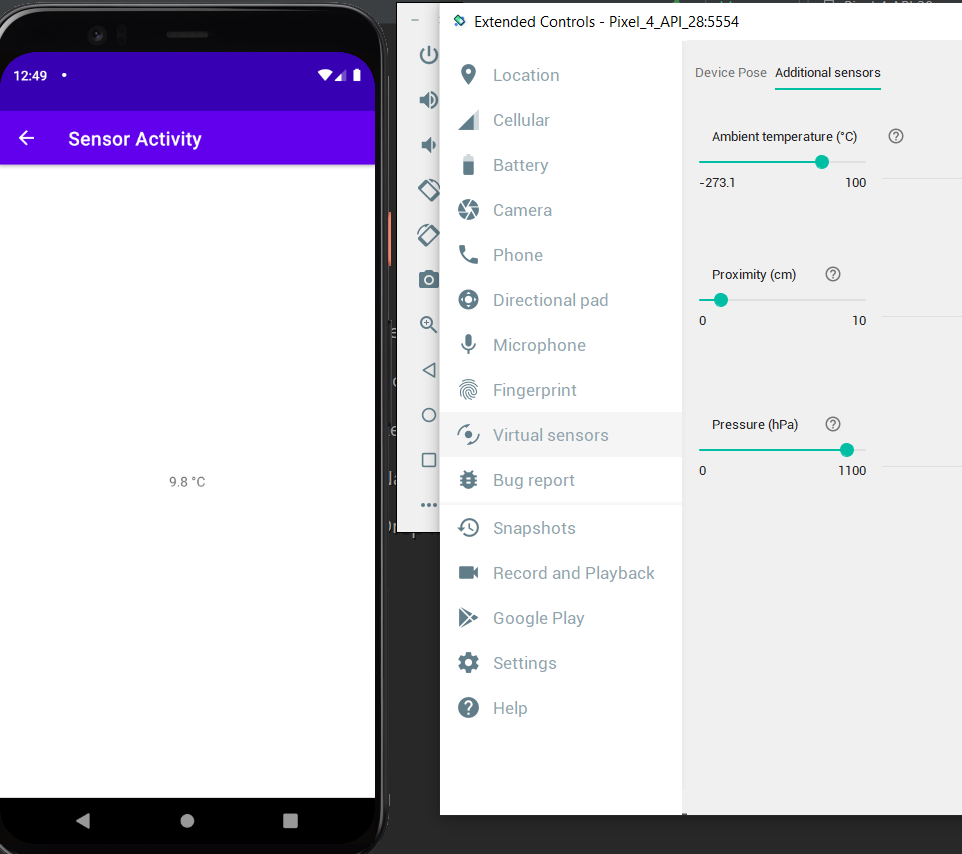 12:49
Sensor Activity
9.8 °C
Extended Controls - Pixel_4_API_28:5554
Location
Cellular
Battery
Camera
Phone
Directional pad
Microphone
Fingerprint
Virtual sensors
Bug report
Snapshots
Record and Playback
Google Play
Settings
Help
Device Pose Additional sensors
Ambient temperature (°C)
-273.1 100
Proximity (cm)
0 10
Pressure (hPa)
0 1100